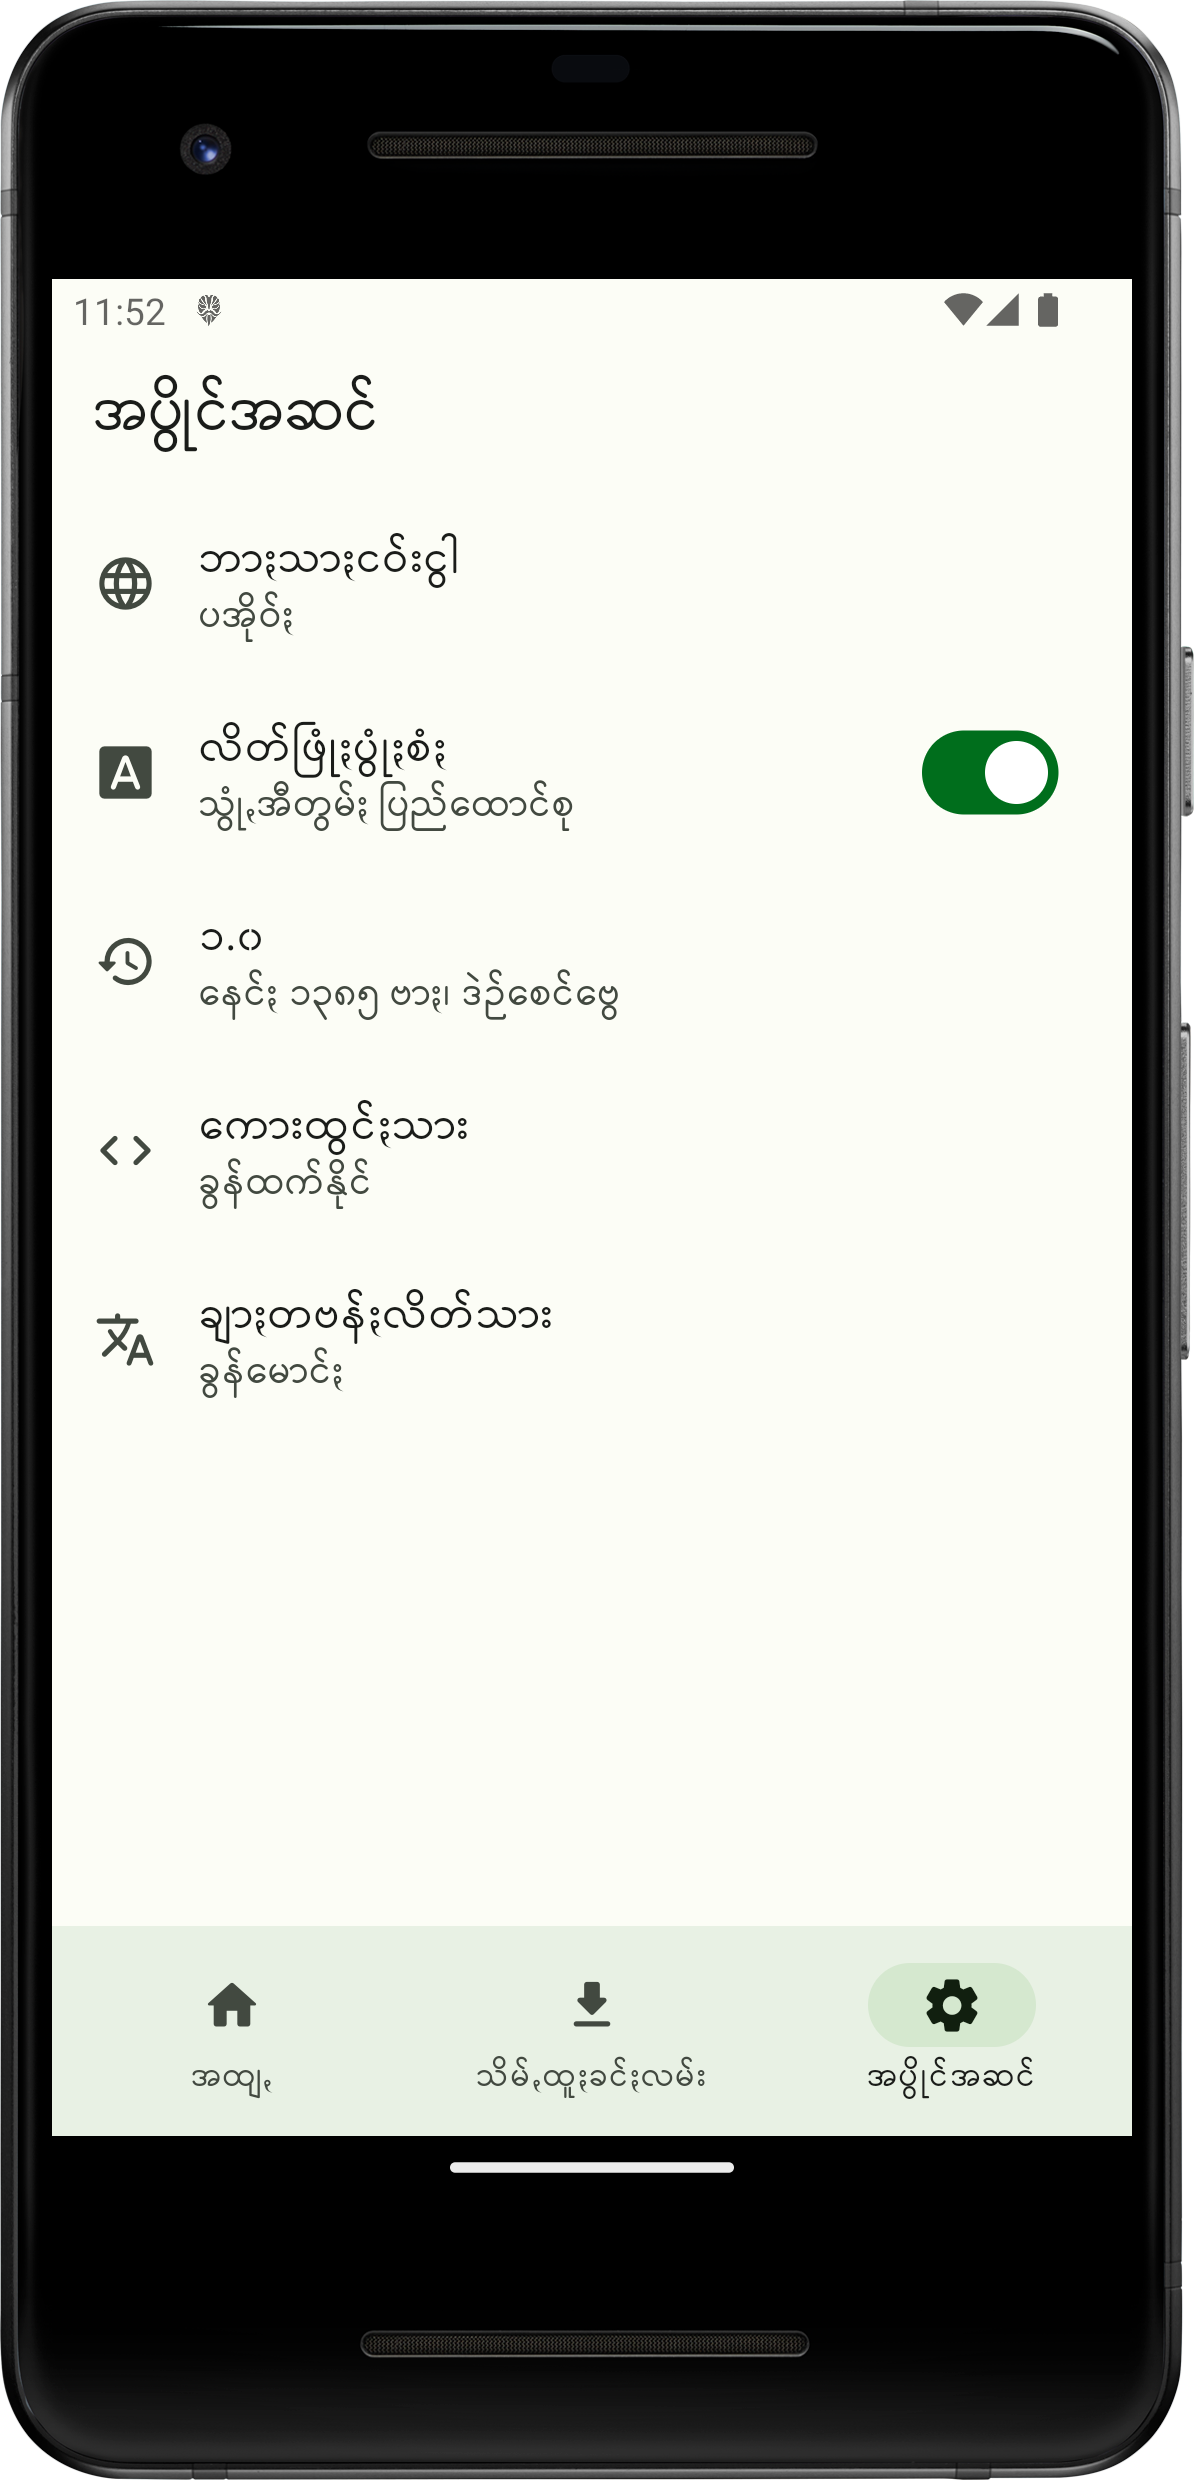 11:52
အပွိုင်အဆင်
ဘာႏသာႏငဝ်းငွါ
ပအိုဝ်ႏ
လိတ်ဖြုံႏပွုံႏစံႏ
သွုံႇအီတွမ်ႏ ပြည်ထောင်စု
၁.၀
နေင်ႏ ၁၃၈၅ ဗာႏ၊ ဒဲဉ်စေင်ဗွေ
ကေားထွင်ႏသား
ခွန်ထက်နိုင်
ချာႏတဗန်ႏလိတ်သား
ခွန်မောင်ႏ
အထျႇ
သိမ်ႇထူႏခင်ႏလမ်း
အပွိုင်အဆင်